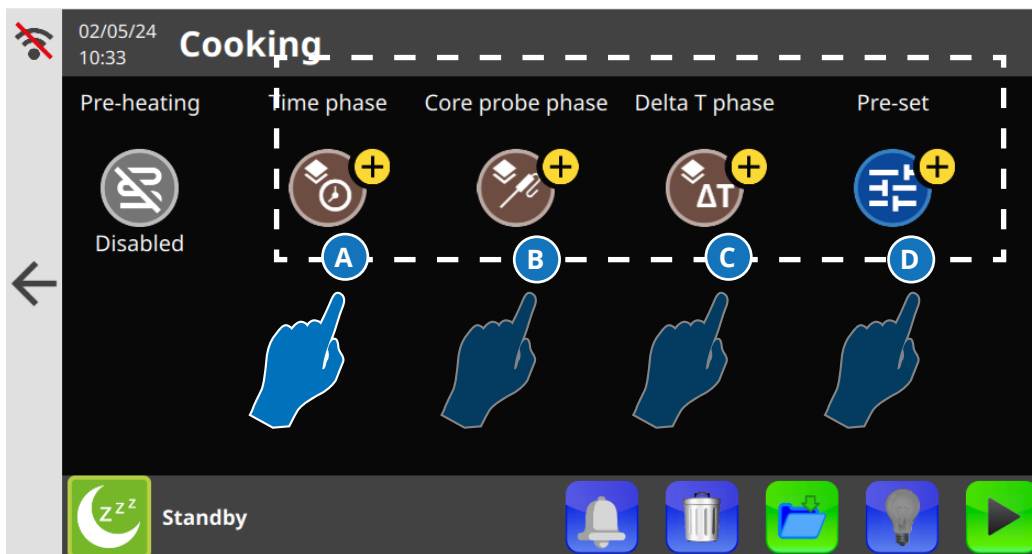 02/05/24
10:33
Cooking
Pre-heating
Time phase
Core probe phase
Delta T phase
Pre-set
ΔT
Disabled
A
B
C
D
zzz
Standby